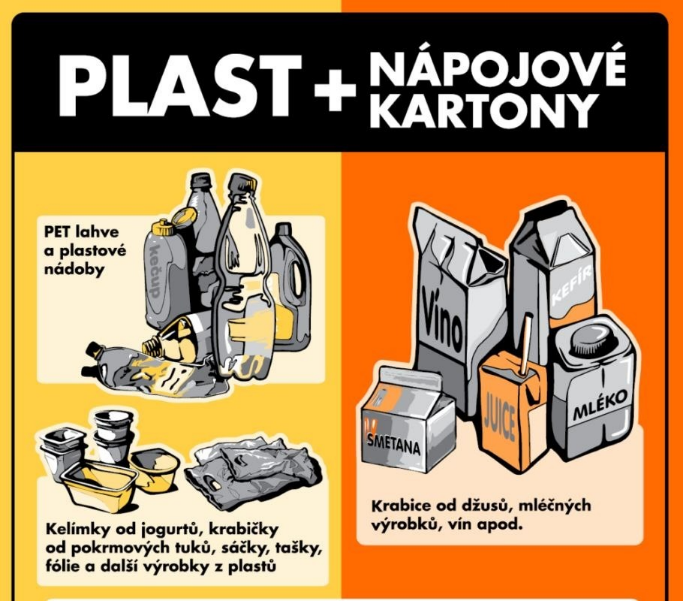 PLAST + NÁPOJOVÉ
KARTONY
PET lahve
a plastové
nádoby
kečup
Víno
KEFÍR
SMETANA
JUICE
MLÉKO
Kelímky od jogurtů, krabičky
od pokrmových tuků, sáčky, tašky,
fólie a další výrobky z plastů
Krabice od džusů, mléčných
výrobků, vín apod.